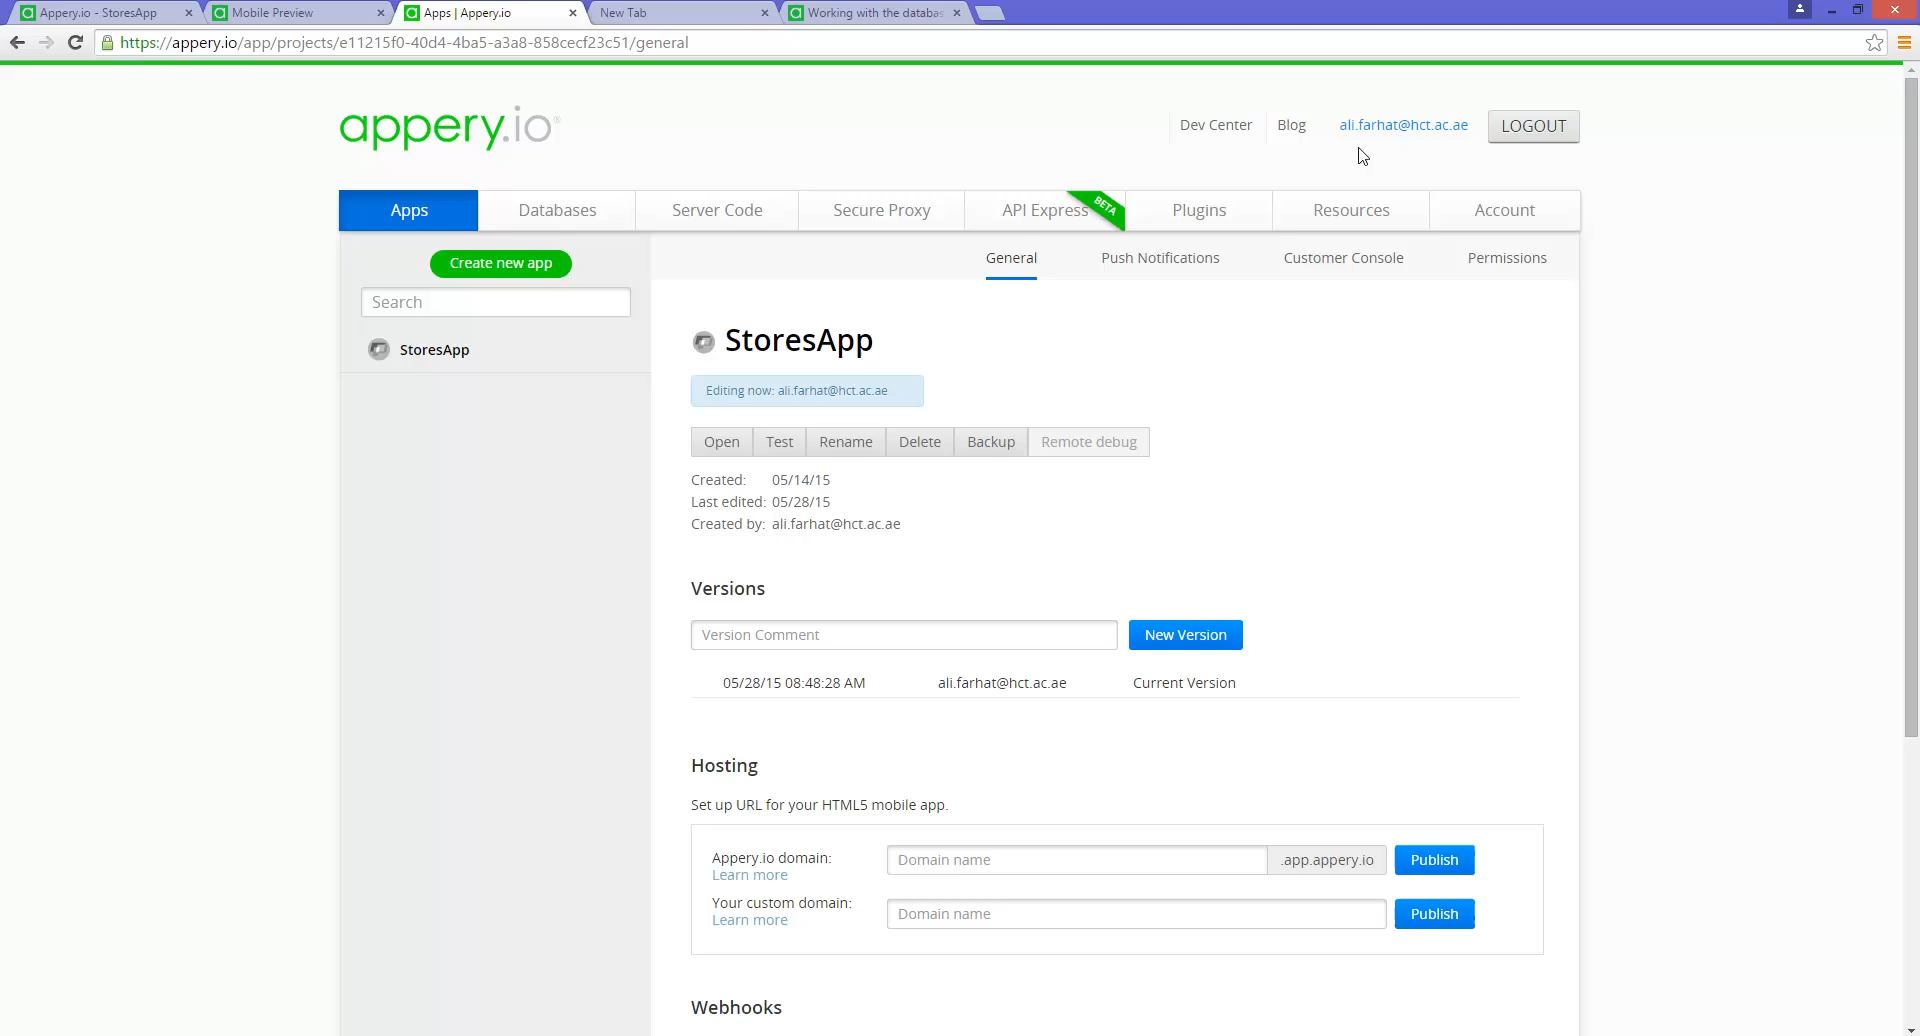 Appery.io - StoresApp
Mobile Preview
Apps | Appery.io
New Tab
Working with the databas
https://appery.io/app/projects/e11215f0-40d4-4ba5-a3a8-858cecf23c51/general
appery.io
Dev Center
Blog
ali.farhat@hct.ac.ae
LOGOUT
Apps
Databases
Server Code
Secure Proxy
API Express
BETA
Plugins
Resources
Account
Create new app
General
Push Notifications
Customer Console
Permissions
Search
StoresApp
StoresApp
Editing now: ali.farhat@hct.ac.ae
Open
Test
Rename
Delete
Backup
Remote debug
Created: 05/14/15
Last edited: 05/28/15
Created by: ali.farhat@hct.ac.ae
Versions
Version Comment
New Version
05/28/15 08:48:28 AM
ali.farhat@hct.ac.ae
Current Version
Hosting
Set up URL for your HTML5 mobile app.
Appery.io domain:
Learn more
Domain name
.app.appery.io
Publish
Your custom domain:
Learn more
Domain name
Publish
Webhooks